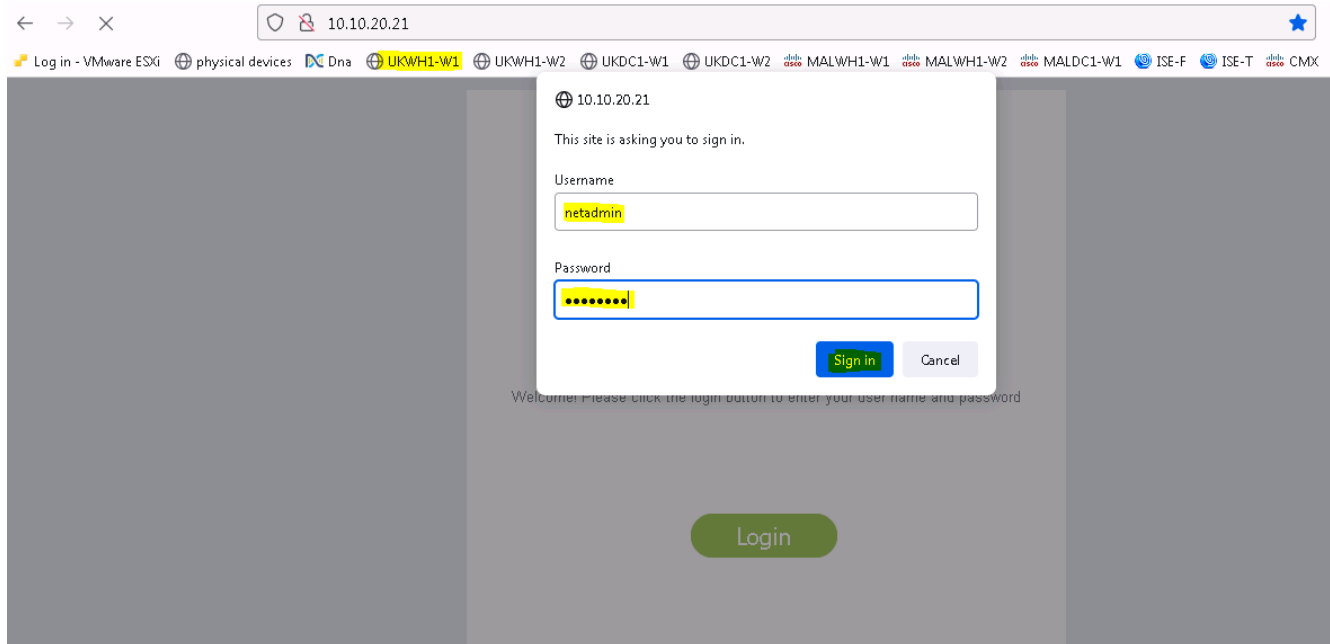 10.10.20.21
Log in - VMware ESXi physical devices Dna UKWH1-W1 UKWH1-W2 UKDC1-W1 UKDC1-W2 MALWH1-W1 MALWH1-W2 MALDC1-W1 ISE-F ISE-T CMX
10.10.20.21
This site is asking you to sign in.
Username
netadmin
Password
••••••••
Sign in Cancel
Welcome! Please click the login button to enter your user name and password
Login